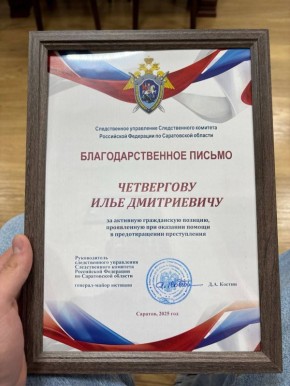 Следственное управление Следственного комитета
Российской Федерации по Саратовской области
БЛАГОДАРСТВЕННОЕ ПИСЬМО
ЧЕТВЕРГОВУ
ИЛЬЕ ДМИТРИЕВИЧУ
за активную гражданскую позицию,
проявленную при оказании помощи
в предотвращении преступления
Руководитель
следственного управления
Следственного комитета
Российской Федерации
по Саратовской области
генерал-майор юстиции
Д.А. Костин
Саратов, 2025 год